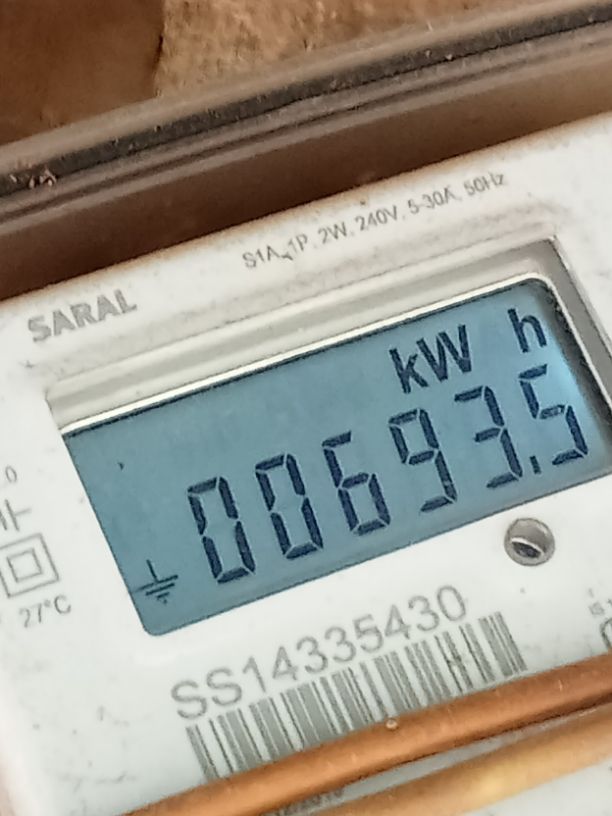 S1A, 1P, 2W, 240V, 5-30A, 50Hz
SARAL
kW h
00693.5
27°C
SS14335430